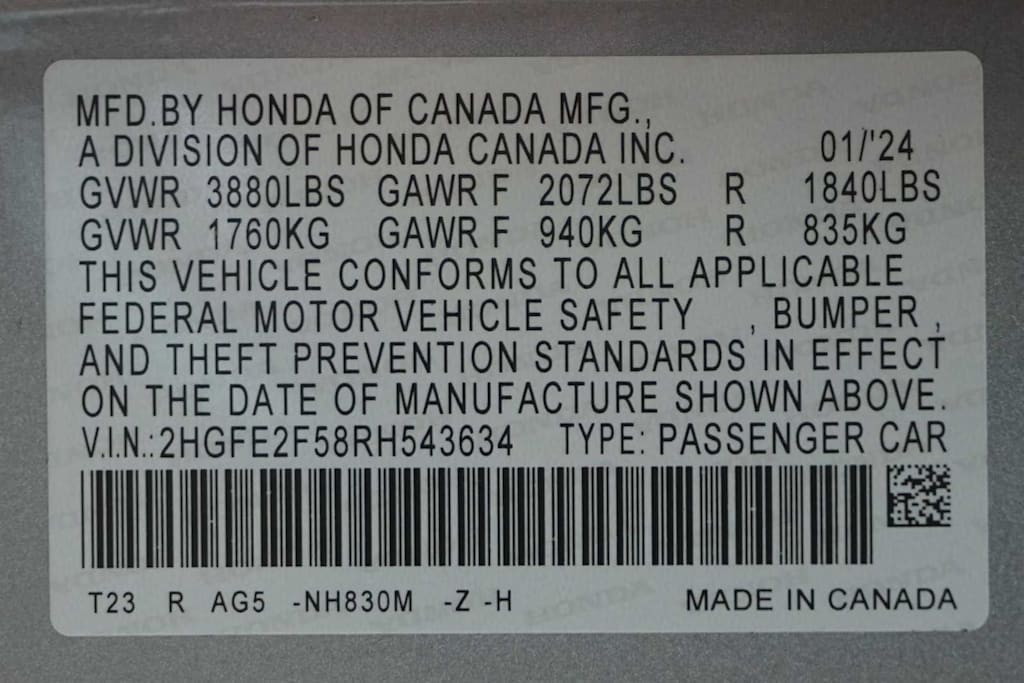 MFD.BY HONDA OF CANADA MFG.,
A DIVISION OF HONDA CANADA INC. 01/'24
GVWR 3880LBS GAWR F 2072LBS R 1840LBS
GVWR 1760KG GAWR F 940KG R 835KG
THIS VEHICLE CONFORMS TO ALL APPLICABLE
FEDERAL MOTOR VEHICLE SAFETY , BUMPER ,
AND THEFT PREVENTION STANDARDS IN EFFECT
ON THE DATE OF MANUFACTURE SHOWN ABOVE.
V.I.N.:2HGFE2F58RH543634 TYPE: PASSENGER CAR
T23 R AG5 -NH830M -Z -H MADE IN CANADA